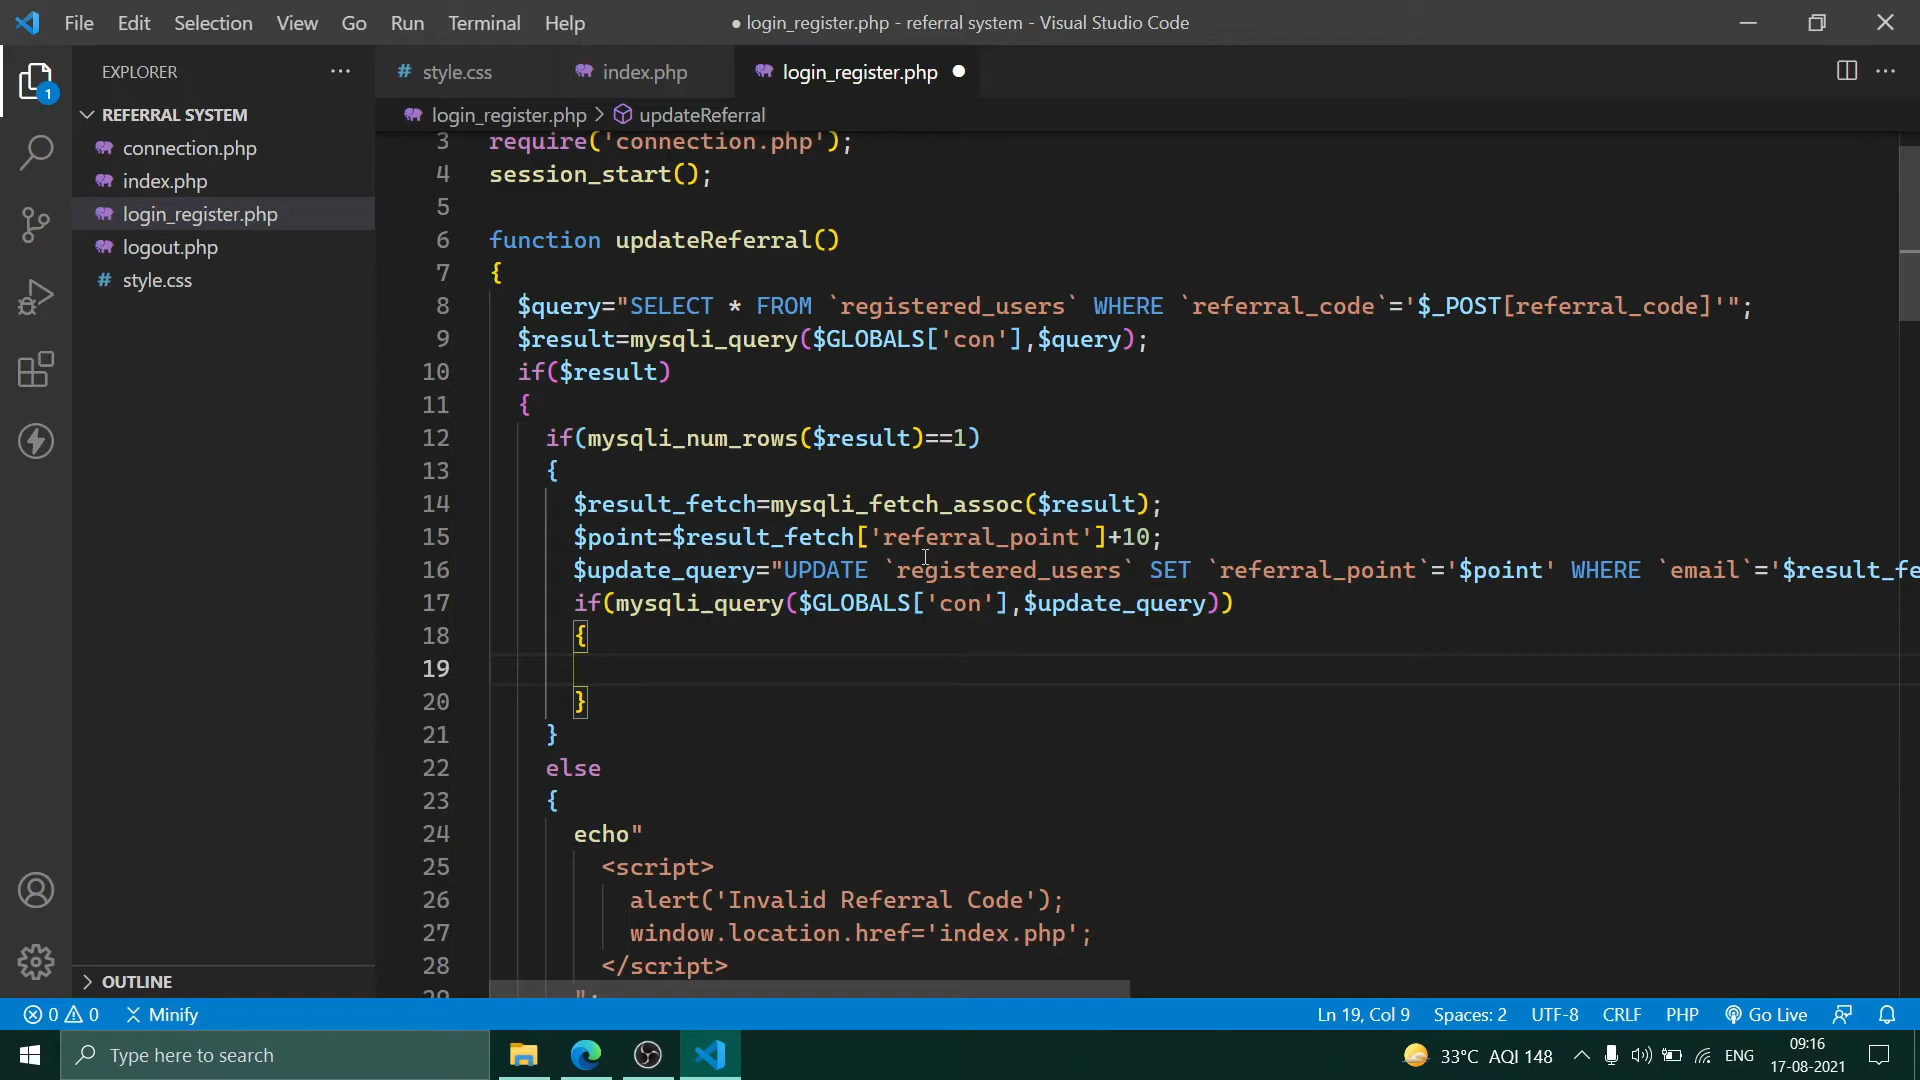 File Edit Selection View Go Run Terminal Help
● login_register.php - referral system - Visual Studio Code
EXPLORER
# style.css
index.php
login_register.php
login_register.php > updateReferral
REFERRAL SYSTEM
connection.php
index.php
login_register.php
logout.php
# style.css
OUTLINE
3 require('connection.php');
4 session_start();
5
6 function updateReferral()
7 {
8 $query="SELECT * FROM `registered_users` WHERE `referral_code`='$_POST[referral_code]'";
9 $result=mysqli_query($GLOBALS['con'],$query);
10 if($result)
11 {
12 if(mysqli_num_rows($result)==1)
13 {
14 $result_fetch=mysqli_fetch_assoc($result);
15 $point=$result_fetch['referral_point']+10;
16 $update_query="UPDATE `registered_users` SET `referral_point`='$point' WHERE `email`='$result_fe
17 if(mysqli_query($GLOBALS['con'],$update_query))
18 {
19
20 }
21 }
22 else
23 {
24 echo"
25 <script>
26 alert('Invalid Referral Code');
27 window.location.href='index.php';
28 </script>
29 ";
1
0 0 Minify
Ln 19, Col 9 Spaces: 2 UTF-8 CRLF PHP Go Live
Type here to search
33°C AQI 148 ENG
09:16
17-08-2021